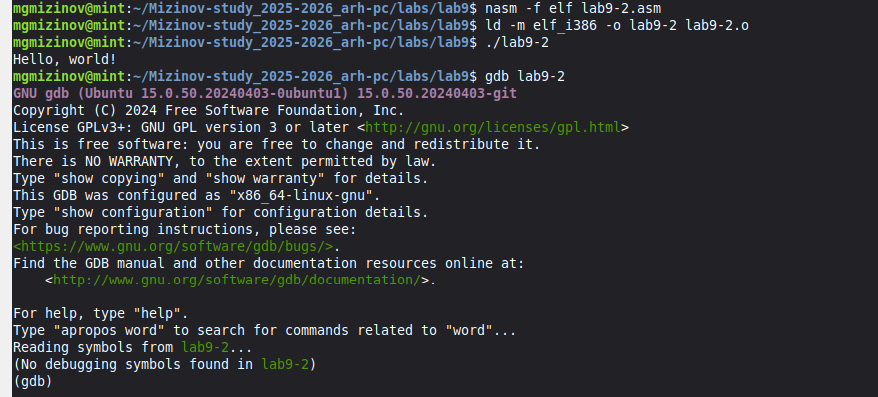 mgmizinov@mint:~/Mizinov-study_2025-2026_arh-pc/labs/lab9$ nasm -f elf lab9-2.asm
mgmizinov@mint:~/Mizinov-study_2025-2026_arh-pc/labs/lab9$ ld -m elf_i386 -o lab9-2 lab9-2.o
mgmizinov@mint:~/Mizinov-study_2025-2026_arh-pc/labs/lab9$ ./lab9-2
Hello, world!
mgmizinov@mint:~/Mizinov-study_2025-2026_arh-pc/labs/lab9$ gdb lab9-2
GNU gdb (Ubuntu 15.0.50.20240403-0ubuntu1) 15.0.50.20240403-git
Copyright (C) 2024 Free Software Foundation, Inc.
License GPLv3+: GNU GPL version 3 or later <http://gnu.org/licenses/gpl.html>
This is free software: you are free to change and redistribute it.
There is NO WARRANTY, to the extent permitted by law.
Type "show copying" and "show warranty" for details.
This GDB was configured as "x86_64-linux-gnu".
Type "show configuration" for configuration details.
For bug reporting instructions, please see:
<https://www.gnu.org/software/gdb/bugs/>.
Find the GDB manual and other documentation resources online at:
    <http://www.gnu.org/software/gdb/documentation/>.

For help, type "help".
Type "apropos word" to search for commands related to "word"...
Reading symbols from lab9-2...
(No debugging symbols found in lab9-2)
(gdb)